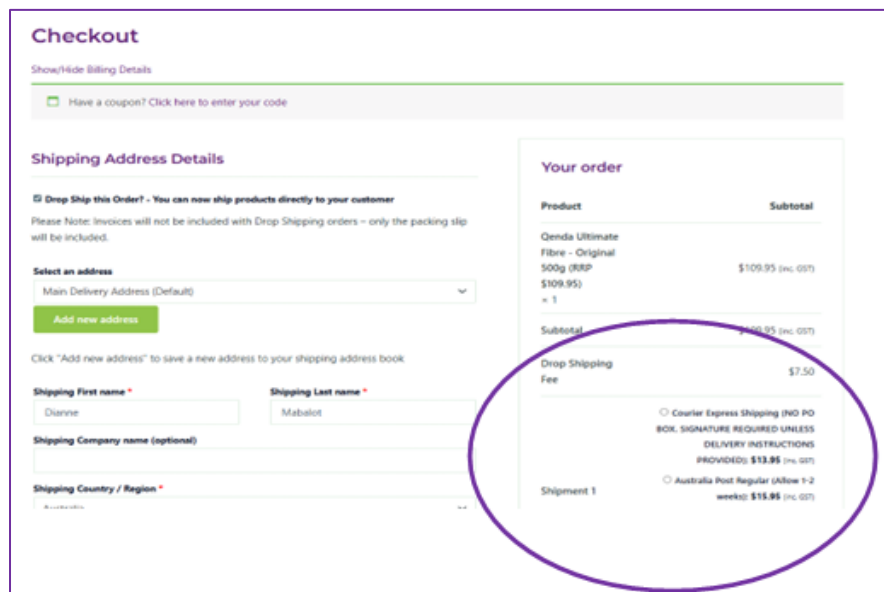 Checkout
Show/Hide Billing Details
Have a coupon? Click here to enter your code
Shipping Address Details
Drop Ship this Order? - You can now ship products directly to your customer
Please Note: Invoices will not be included with Drop Shipping orders – only the packing slip
will be included.
Select an address
Main Delivery Address (Default)
Add new address
Click "Add new address" to save a new address to your shipping address book
Shipping First name *
Shipping Last name *
Dianne
Mabalot
Shipping Company name (optional)
Shipping Country / Region *
Australia
Your order
Product
Subtotal
Qenda Ultimate
Fibre - Original
500g (RRP
$109.95)
× 1
$109.95 (inc. GST)
Subtotal
$109.95 (inc. GST)
Drop Shipping
Fee
$7.50
Shipment 1
Courier Express Shipping (NO PO
BOX. SIGNATURE REQUIRED UNLESS
DELIVERY INSTRUCTIONS
PROVIDED): $13.95 (inc. GST)
Australia Post Regular (Allow 1-2
weeks): $15.95 (inc. GST)